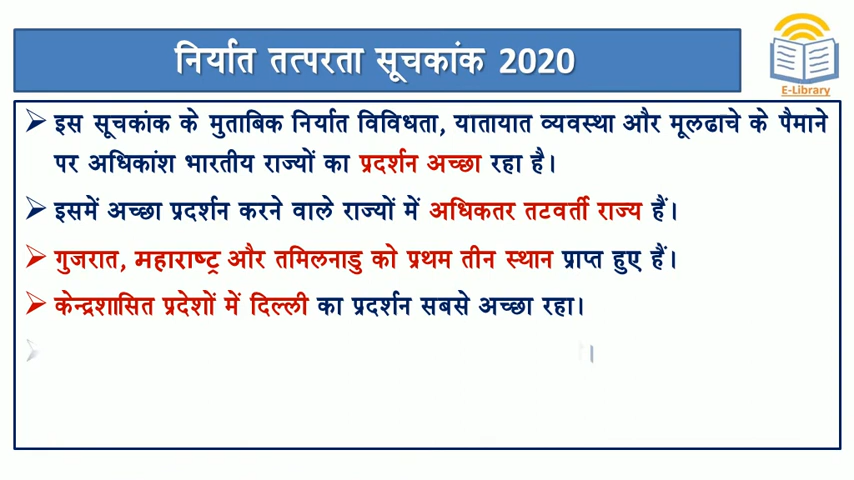 निर्यात तत्परता सूचकांक 2020
E-Library
इस सूचकांक के मुताबिक निर्यात विविधता, यातायात व्यवस्था और मूलढाचे के पैमाने
पर अधिकांश भारतीय राज्यों का प्रदर्शन अच्छा रहा है।
इसमें अच्छा प्रदर्शन करने वाले राज्यों में अधिकतर तटवर्ती राज्य हैं।
गुजरात, महाराष्ट्र और तमिलनाडु को प्रथम तीन स्थान प्राप्त हुए हैं।
केन्द्रशासित प्रदेशों में दिल्ली का प्रदर्शन सबसे अच्छा रहा।